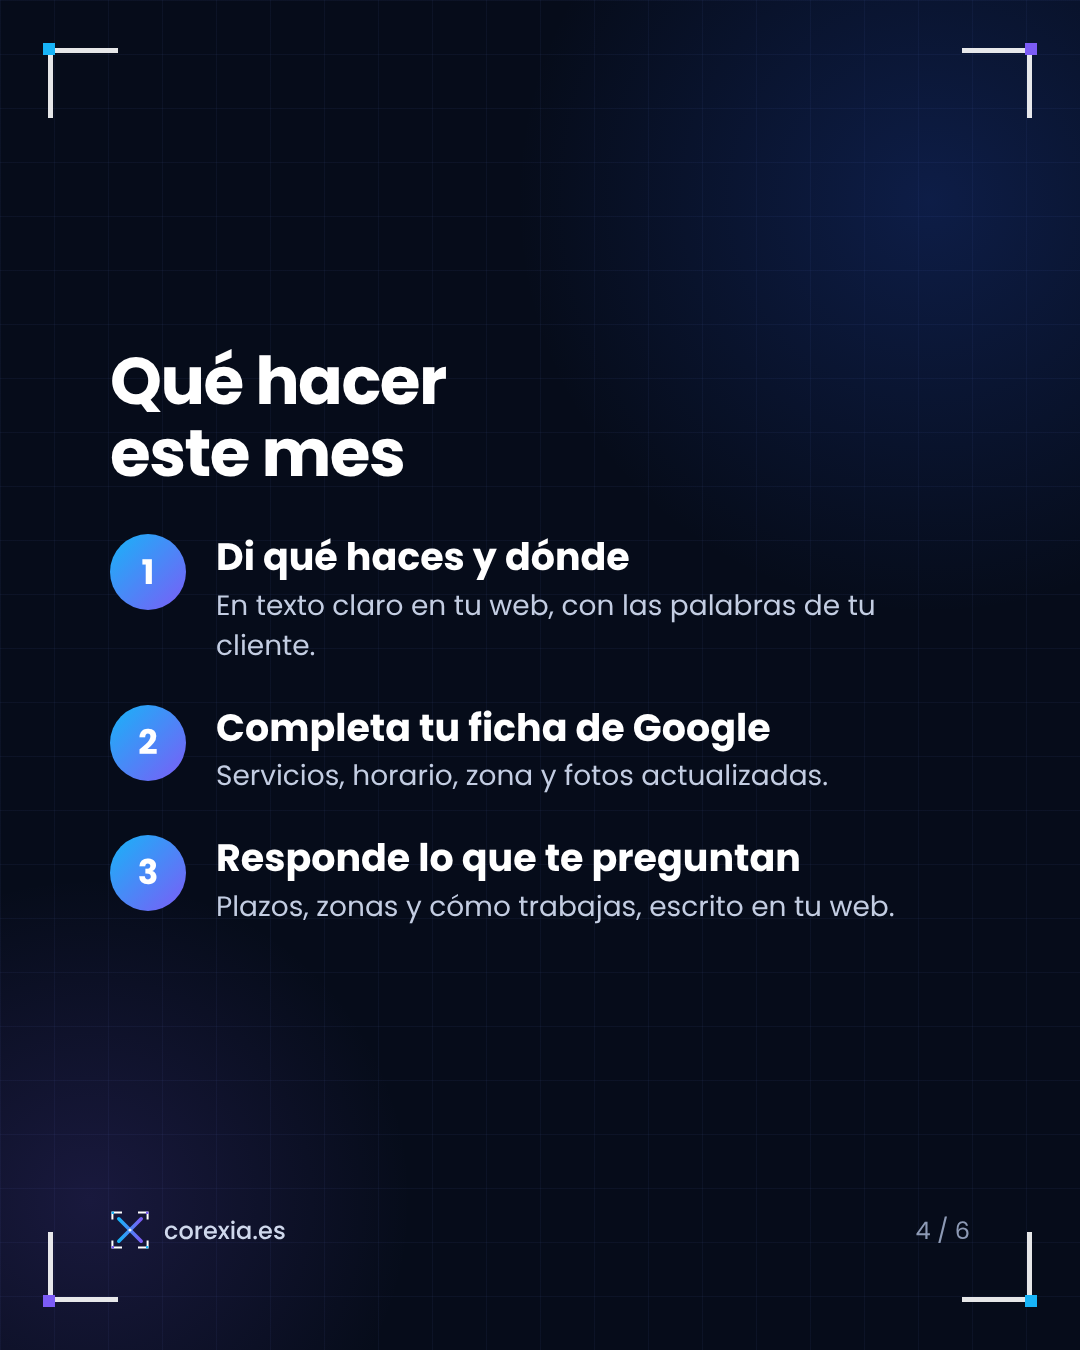 Qué hacer
este mes
1
Di qué haces y dónde
En texto claro en tu web, con las palabras de tu
cliente.
2
Completa tu ficha de Google
Servicios, horario, zona y fotos actualizadas.
3
Responde lo que te preguntan
Plazos, zonas y cómo trabajas, escrito en tu web.
corexia.es
4 / 6